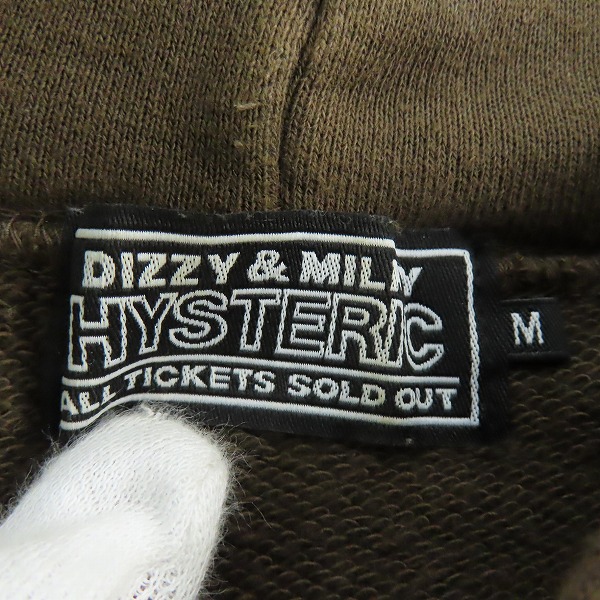 DIZZY & MILKY
HYSTERIC
ALL TICKETS SOLD OUT
M